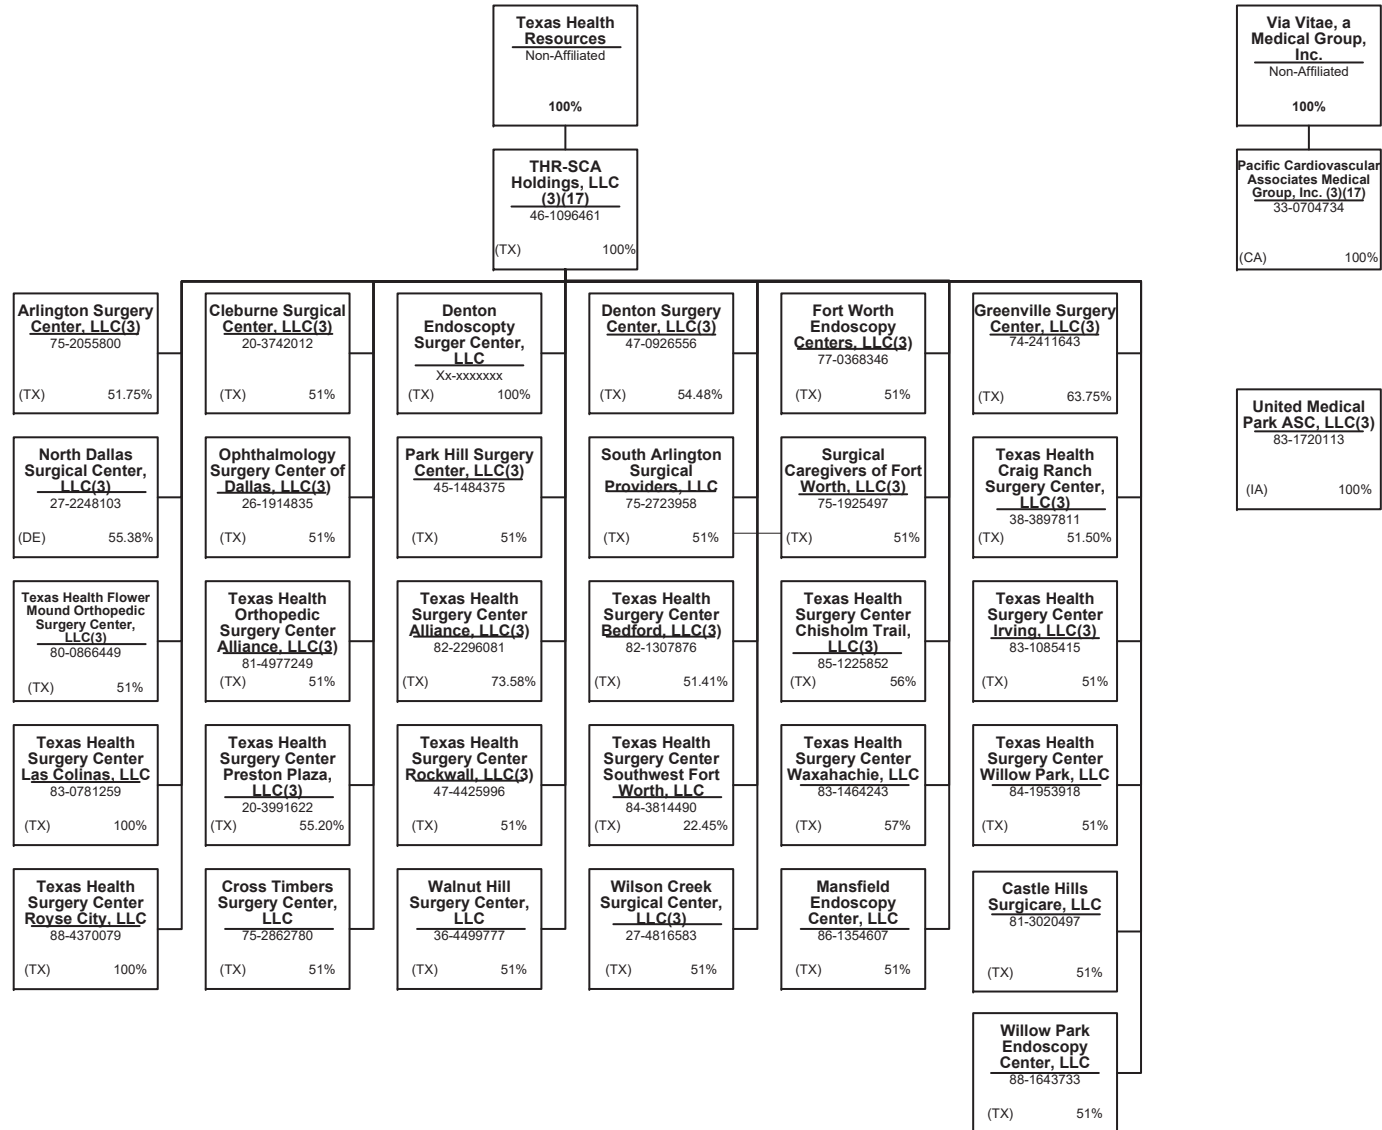 Texas Health
Resources
Non-Affiliated
100%
Via Vitae, a
Medical Group,
Inc.
Non-Affiliated
100%
THR-SCA
Holdings, LLC
(3)(17)
46-1096461
(TX) 100%
Pacific Cardiovascular
Associates Medical
Group, Inc. (3)(17)
33-0704734
(CA) 100%
Arlington Surgery
Center, LLC(3)
75-2055800
(TX) 51.75%
Cleburne Surgical
Center, LLC(3)
20-3742012
(TX) 51%
Denton
Endoscopty
Surger Center,
LLC
Xx-xxxxxxx
(TX) 100%
Denton Surgery
Center, LLC(3)
47-0926556
(TX) 54.48%
Fort Worth
Endoscopy
Centers, LLC(3)
77-0368346
(TX) 51%
Greenville Surgery
Center, LLC(3)
74-2411643
(TX) 63.75%
United Medical
Park ASC, LLC(3)
83-1720113
(IA) 100%
North Dallas
Surgical Center,
LLC(3)
27-2248103
(DE) 55.38%
Ophthalmology
Surgery Center of
Dallas, LLC(3)
26-1914835
(TX) 51%
Park Hill Surgery
Center, LLC(3)
45-1484375
(TX) 51%
South Arlington
Surgical
Providers, LLC
75-2723958
(TX) 51%
Surgical
Caregivers of Fort
Worth, LLC(3)
75-1925497
(TX) 51%
Texas Health
Craig Ranch
Surgery Center,
LLC(3)
38-3897811
(TX) 51.50%
Texas Health Flower
Mound Orthopedic
Surgery Center,
LLC(3)
80-0866449
(TX) 51%
Texas Health
Orthopedic
Surgery Center
Alliance, LLC(3)
81-4977249
(TX) 51%
Texas Health
Surgery Center
Alliance, LLC(3)
82-2296081
(TX) 73.58%
Texas Health
Surgery Center
Bedford, LLC(3)
82-1307876
(TX) 51.41%
Texas Health
Surgery Center
Chisholm Trail,
LLC(3)
85-1225852
(TX) 56%
Texas Health
Surgery Center
Irving, LLC(3)
83-1085415
(TX) 51%
Texas Health
Surgery Center
Las Colinas, LLC
83-0781259
(TX) 100%
Texas Health
Surgery Center
Preston Plaza,
LLC(3)
20-3991622
(TX) 55.20%
Texas Health
Surgery Center
Rockwall, LLC(3)
47-4425996
(TX) 51%
Texas Health
Surgery Center
Southwest Fort
Worth, LLC
84-3814490
(TX) 22.45%
Texas Health
Surgery Center
Waxahachie, LLC
83-1464243
(TX) 57%
Texas Health
Surgery Center
Willow Park, LLC
84-1953918
(TX) 51%
Texas Health
Surgery Center
Royse City, LLC
88-4370079
(TX) 100%
Cross Timbers
Surgery Center,
LLC
75-2862780
(TX) 51%
Walnut Hill
Surgery Center,
LLC
36-4499777
(TX) 51%
Wilson Creek
Surgical Center,
LLC(3)
27-4816583
(TX) 51%
Mansfield
Endoscopy
Center, LLC
86-1354607
(TX) 51%
Castle Hills
Surgicare, LLC
81-3020497
(TX) 51%
Willow Park
Endoscopy
Center, LLC
88-1643733
(TX) 51%